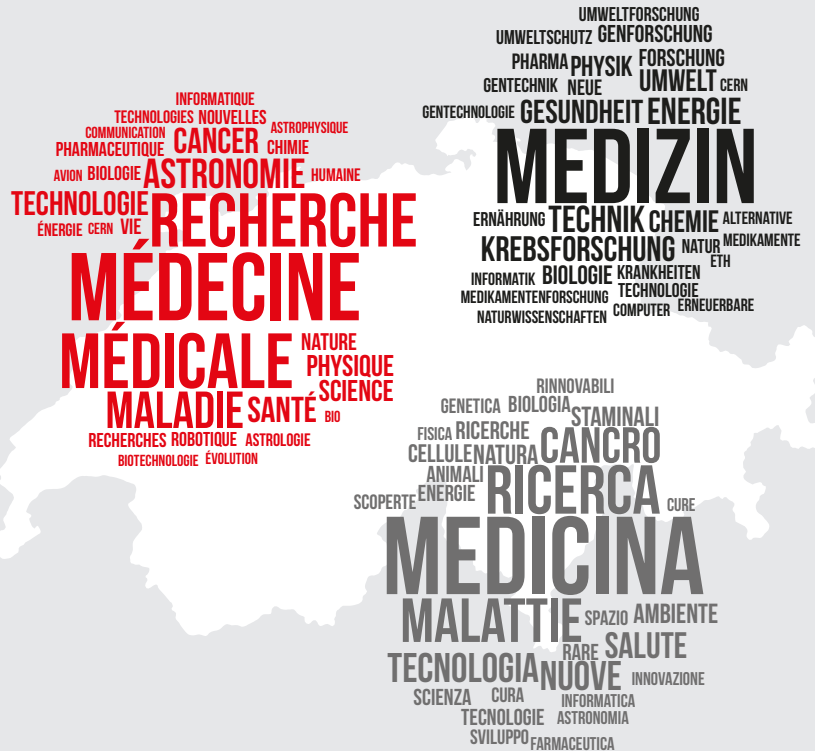 INFORMATIQUE
TECHNOLOGIES NOUVELLES
COMMUNICATION CANCER ASTROPHYSIQUE
PHARMACEUTIQUE CHIMIE
AVION BIOLOGIE ASTRONOMIE HUMAINE
TECHNOLOGIE RECHERCHE
ÉNERGIE CERN VIE
MÉDECINE
MÉDICALE NATURE
PHYSIQUE
SCIENCE
MALADIE SANTÉ BIO
RECHERCHES ROBOTIQUE ASTROLOGIE
BIOTECHNOLOGIE ÉVOLUTION
UMWELTFORSCHUNG
UMWELTSCHUTZ GENFORSCHUNG
PHARMA PHYSIK FORSCHUNG
GENTECHNIK NEUE UMWELT CERN
GENTECHNOLOGIE GESUNDHEIT ENERGIE
MEDIZIN
ERNÄHRUNG TECHNIK CHEMIE ALTERNATIVE
KREBSFORSCHUNG NATUR MEDIKAMENTE
ETH
INFORMATIK BIOLOGIE KRANKHEITEN
MEDIKAMENTENFORSCHUNG TECHNOLOGIE
NATURWISSENSCHAFTEN COMPUTER ERNEUERBARE
RINNOVABILI
GENETICA BIOLOGIA STAMINALI
FISICA RICERCHE CANCRO
CELLULE NATURA
ANIMALI RICERCA
SCOPERTE ENERGIE CURE
MEDICINA
MALATTIE SPAZIO AMBIENTE
RARE SALUTE
TECNOLOGIA NUOVE INNOVAZIONE
SCIENZA CURA INFORMATICA
TECNOLOGIE ASTRONOMIA
SVILUPPO FARMACEUTICA